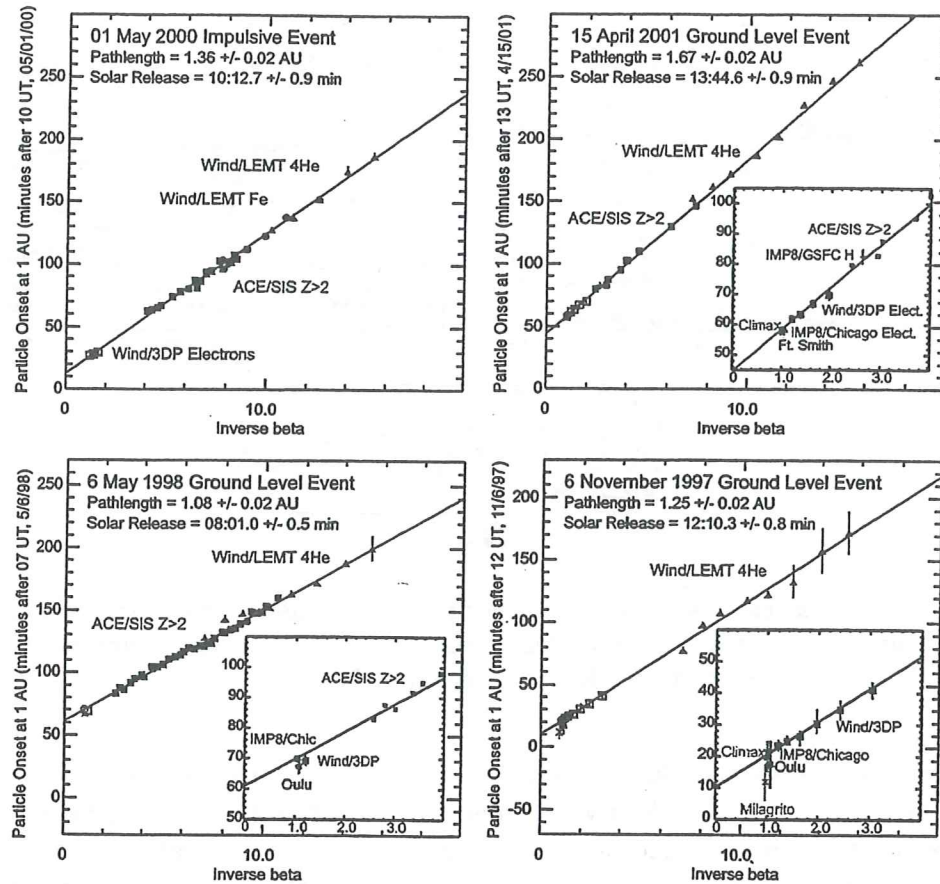 01 May 2000 Impulsive Event
Pathlength = 1.36 +/- 0.02 AU
Solar Release = 10:12.7 +/- 0.9 min
Particle Onset at 1 AU (minutes after 10 UT, 05/01/00)
250
200
150
100
50
0
Wind/LEMT 4He
Wind/LEMT Fe
ACE/SIS Z>2
Wind/3DP Electrons
0
10.0
Inverse beta
15 April 2001 Ground Level Event
Pathlength = 1.67 +/- 0.02 AU
Solar Release = 13:44.6 +/- 0.9 min
Particle Onset at 1 AU (minutes after 13 UT, 4/15/01)
250
200
150
100
50
0
Wind/LEMT 4He
ACE/SIS Z>2
100
90
80
70
60
50
ACE/SIS Z>2
IMP8/GSFC H
Wind/3DP Elect.
Climax
IMP8/Chicago Elect.
Ft. Smith
0
1.0
2.0
3.0
0
10.0
Inverse beta
6 May 1998 Ground Level Event
Pathlength = 1.08 +/- 0.02 AU
Solar Release = 08:01.0 +/- 0.5 min
Particle Onset at 1 AU (minutes after 07 UT, 5/6/98)
250
200
150
100
50
0
Wind/LEMT 4He
ACE/SIS Z>2
100
90
80
70
60
50
ACE/SIS Z>2
IMP8/Chic
Wind/3DP
Oulu
0
1.0
2.0
3.0
0
10.0
Inverse beta
6 November 1997 Ground Level Event
Pathlength = 1.25 +/- 0.02 AU
Solar Release = 12:10.3 +/- 0.8 min
Particle Onset at 1 AU (minutes after 12 UT, 11/6/97)
200
150
100
50
0
-50
Wind/LEMT 4He
50
40
30
20
10
0
Wind/3DP
Climax
IMP8/Chicago
Oulu
Milagrito
0
1.0
2.0
3.0
0
10.0
Inverse beta